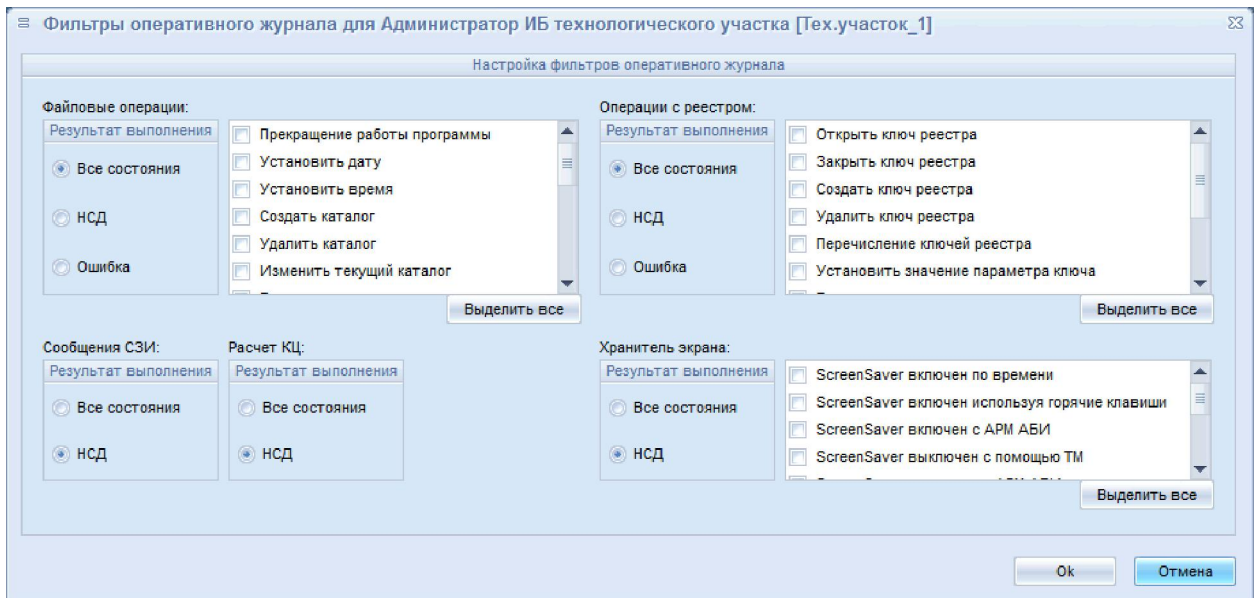 Фильтры оперативного журнала для Администратор ИБ технологического участка [Тех.участок_1]
Настройка фильтров оперативного журнала
Файловые операции:
Результат выполнения
Все состояния
НСД
Ошибка
Прекращение работы программы
Установить дату
Установить время
Создать каталог
Удалить каталог
Изменить текущий каталог
Выделить все
Операции с реестром:
Результат выполнения
Все состояния
НСД
Ошибка
Открыть ключ реестра
Закрыть ключ реестра
Создать ключ реестра
Удалить ключ реестра
Перечисление ключей реестра
Установить значение параметра ключа
Выделить все
Сообщения СЗИ:
Результат выполнения
Все состояния
НСД
Расчет КЦ:
Результат выполнения
Все состояния
НСД
Хранитель экрана:
Результат выполнения
Все состояния
НСД
ScreenSaver включен по времени
ScreenSaver включен используя горячие клавиши
ScreenSaver включен с АРМ АБИ
ScreenSaver выключен с помощью ТМ
Выделить все
Ok
Отмена